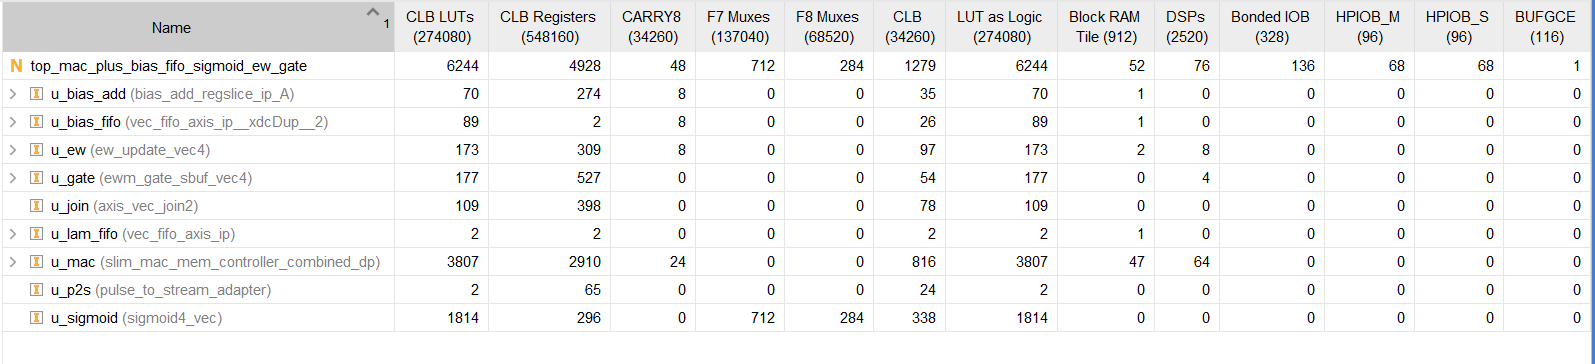 Name 1 CLB LUTs (274080) CLB Registers (548160) CARRY8 (34260) F7 Muxes (137040) F8 Muxes (68520) CLB (34260) LUT as Logic (274080) Block RAM Tile (912) DSPs (2520) Bonded IOB (328) HPIOB_M (96) HPIOB_S (96) BUFGCE (116)
N top_mac_plus_bias_fifo_sigmoid_ew_gate 6244 4928 48 712 284 1279 6244 52 76 136 68 68 1
I u_bias_add (bias_add_regslice_ip_A) 70 274 8 0 0 35 70 1 0 0 0 0 0
I u_bias_fifo (vec_fifo_axis_ip__xdcDup__2) 89 2 8 0 0 26 89 1 0 0 0 0 0
I u_ew (ew_update_vec4) 173 309 8 0 0 97 173 2 8 0 0 0 0
I u_gate (ewm_gate_sbuf_vec4) 177 527 0 0 0 54 177 0 4 0 0 0 0
I u_join (axis_vec_join2) 109 398 0 0 0 78 109 0 0 0 0 0 0
I u_lam_fifo (vec_fifo_axis_ip) 2 2 0 0 0 2 2 1 0 0 0 0 0
I u_mac (slim_mac_mem_controller_combined_dp) 3807 2910 24 0 0 816 3807 47 64 0 0 0 0
I u_p2s (pulse_to_stream_adapter) 2 65 0 0 0 24 2 0 0 0 0 0 0
I u_sigmoid (sigmoid4_vec) 1814 296 0 712 284 338 1814 0 0 0 0 0 0